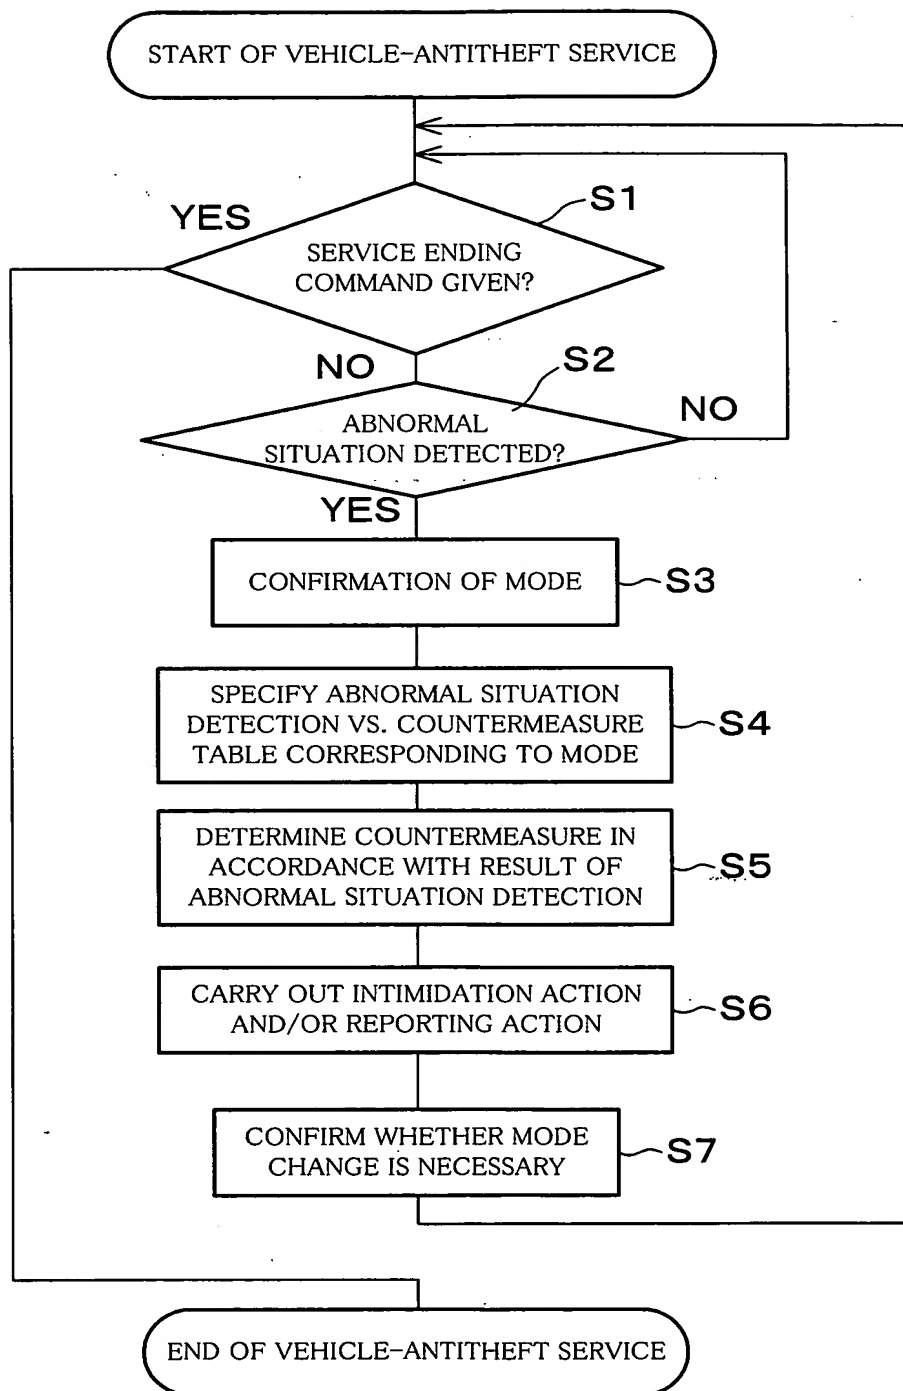 START OF VEHICLE-ANTITHEFT SERVICE
S1
YES
SERVICE ENDING
COMMAND GIVEN?
NO
S2
NO
ABNORMAL
SITUATION DETECTED?
YES
CONFIRMATION OF MODE
S3
SPECIFY ABNORMAL SITUATION
DETECTION VS. COUNTERMEASURE
TABLE CORRESPONDING TO MODE
S4
DETERMINE COUNTERMEASURE IN
ACCORDANCE WITH RESULT OF
ABNORMAL SITUATION DETECTION
S5
CARRY OUT INTIMIDATION ACTION
AND/OR REPORTING ACTION
S6
CONFIRM WHETHER MODE
CHANGE IS NECESSARY
S7
END OF VEHICLE-ANTITHEFT SERVICE